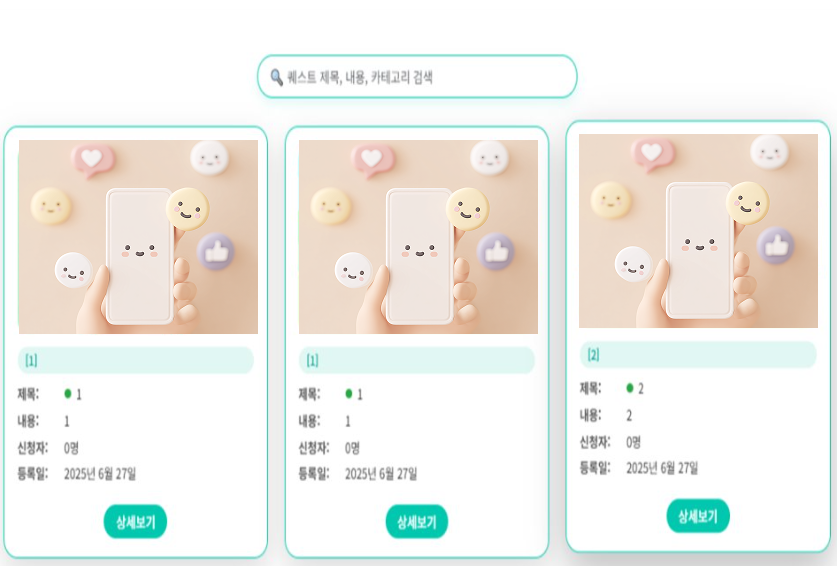 🔍 퀘스트 제목, 내용, 카테고리 검색
[1]
제목: 1
내용: 1
신청자: 0명
등록일: 2025년 6월 27일
상세보기
[1]
제목: 1
내용: 1
신청자: 0명
등록일: 2025년 6월 27일
상세보기
[2]
제목: 2
내용: 2
신청자: 0명
등록일: 2025년 6월 27일
상세보기